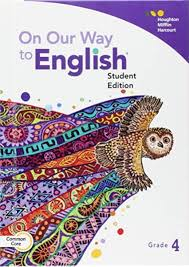 Houghton
Mifflin
Harcourt
On Our Way
to English
Student
Edition
Common
Core
Grade 4